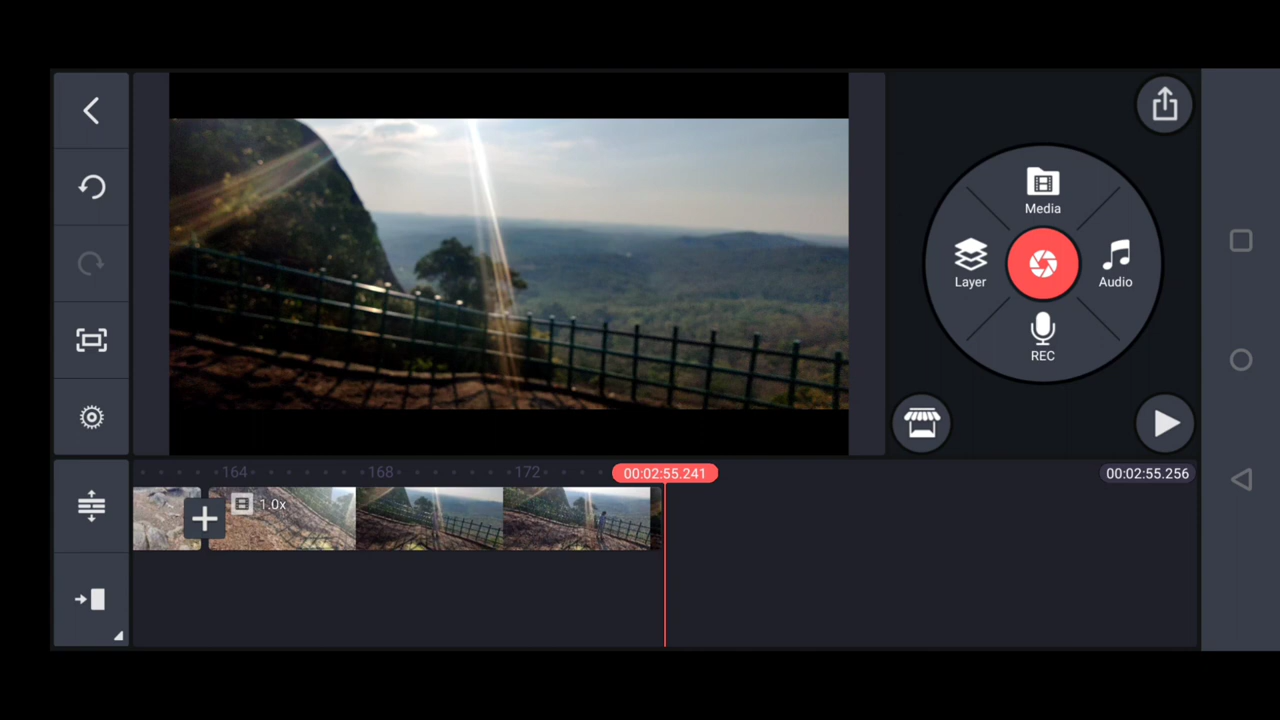 Media
Layer
Audio
REC
164
168
172
00:02:55.241
00:02:55.256
1.0x